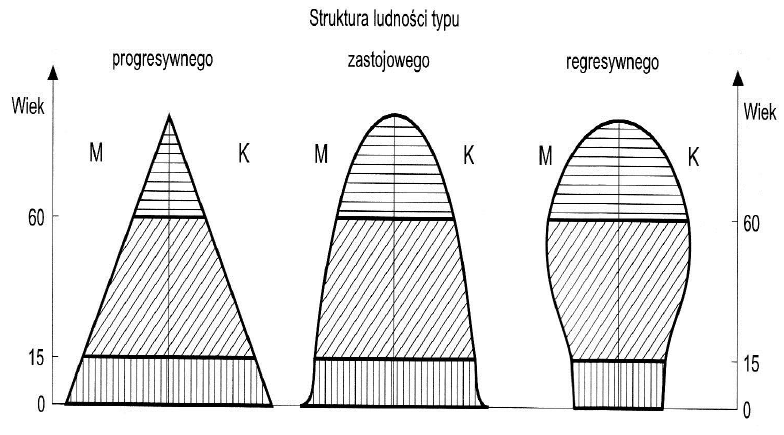 Struktura ludności typu
progresywnego zastojowego regresywnego
Wiek Wiek
M K M K M K
60 60
15 15
0 0